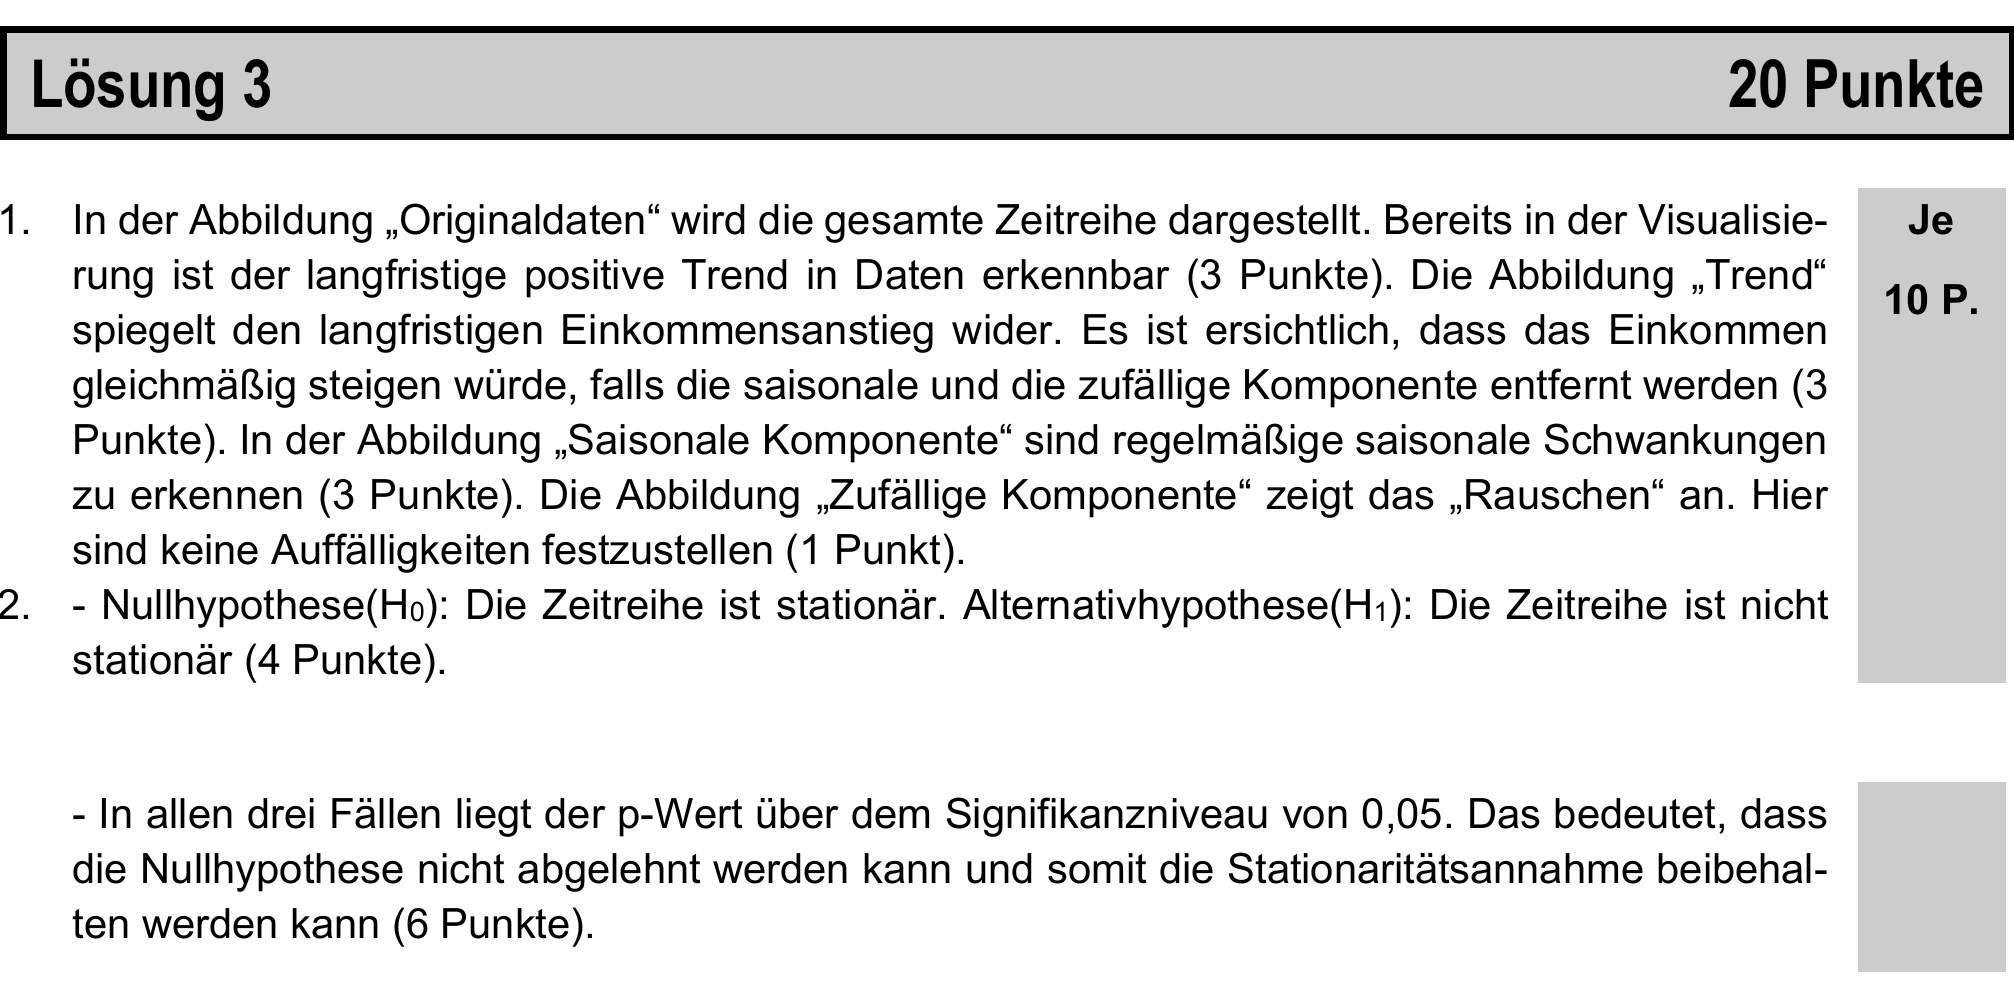 Lösung 3 20 Punkte
1. In der Abbildung „Originaldaten“ wird die gesamte Zeitreihe dargestellt. Bereits in der Visualisie-
rung ist der langfristige positive Trend in Daten erkennbar (3 Punkte). Die Abbildung „Trend“
spiegelt den langfristigen Einkommensanstieg wider. Es ist ersichtlich, dass das Einkommen
gleichmäßig steigen würde, falls die saisonale und die zufällige Komponente entfernt werden (3
Punkte). In der Abbildung „Saisonale Komponente“ sind regelmäßige saisonale Schwankungen
zu erkennen (3 Punkte). Die Abbildung „Zufällige Komponente“ zeigt das „Rauschen“ an. Hier
sind keine Auffälligkeiten festzustellen (1 Punkt).
2. - Nullhypothese(H₀): Die Zeitreihe ist stationär. Alternativhypothese(H₁): Die Zeitreihe ist nicht
stationär (4 Punkte).
Je
10 P.
- In allen drei Fällen liegt der p-Wert über dem Signifikanzniveau von 0,05. Das bedeutet, dass
die Nullhypothese nicht abgelehnt werden kann und somit die Stationaritätsannahme beibehal-
ten werden kann (6 Punkte).